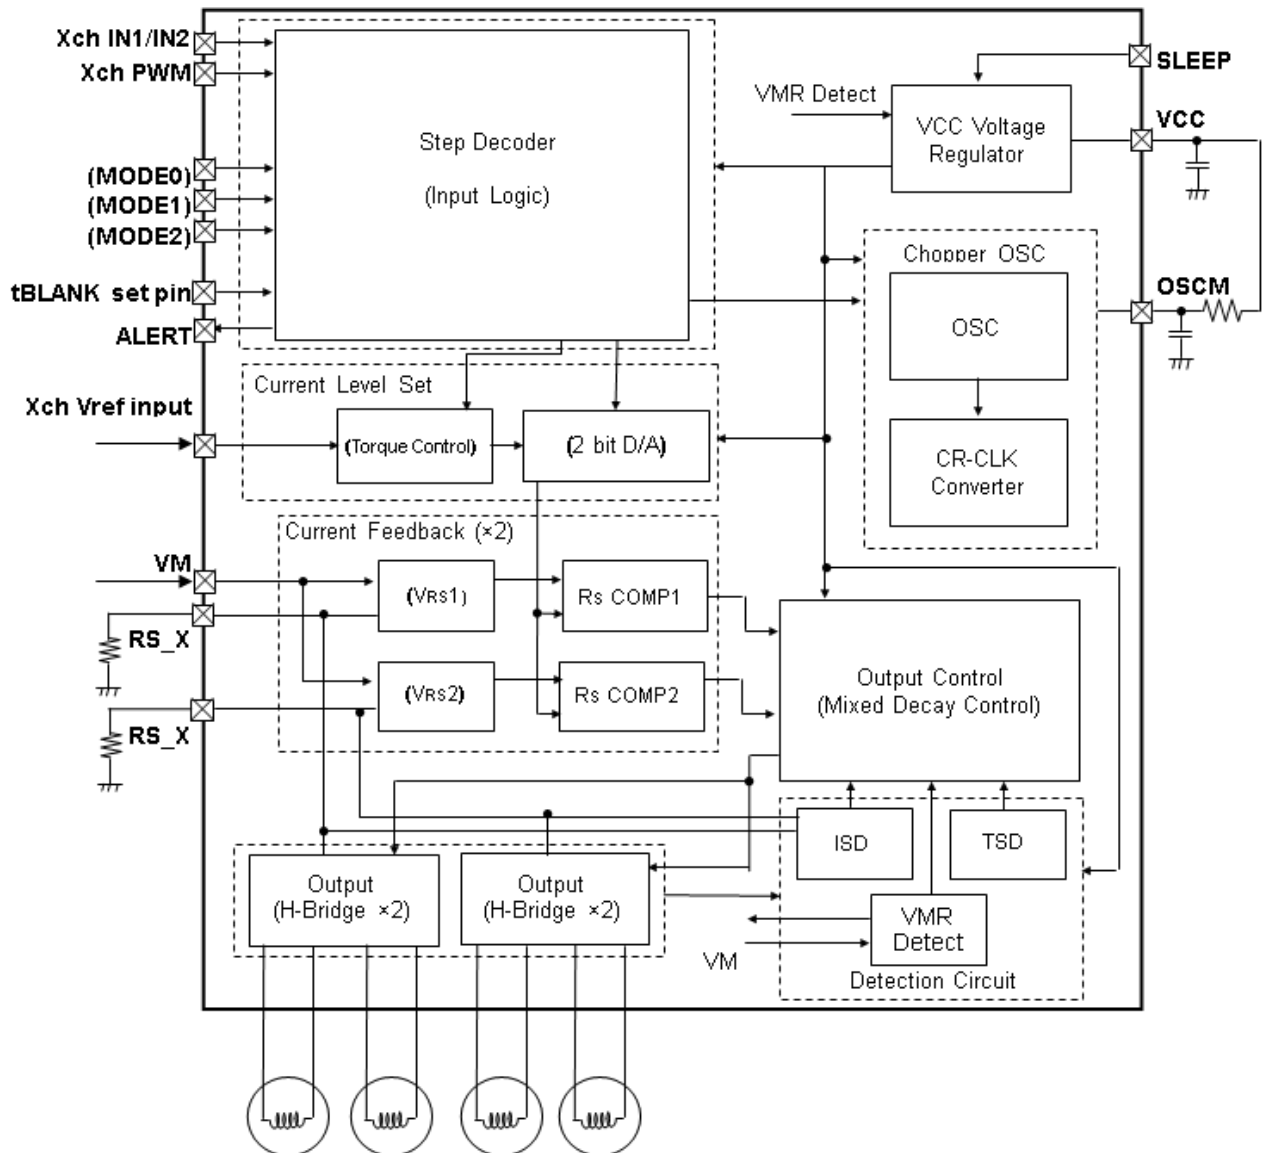 Xch IN1/IN2
Xch PWM
(MODE0)
(MODE1)
(MODE2)
tBLANK set pin
ALERT
Step Decoder
(Input Logic)
VMR Detect
VCC Voltage
Regulator
SLEEP
VCC
Chopper OSC
OSC
CR-CLK
Converter
OSCM
Xch Vref input
Current Level Set
(Torque Control)
(2 bit D/A)
Current Feedback (×2)
VM
RS_X
RS_X
(VRS1)
Rs COMP1
(VRS2)
Rs COMP2
Output Control
(Mixed Decay Control)
Output
(H-Bridge ×2)
Output
(H-Bridge ×2)
ISD
TSD
VMR
Detect
VM
Detection Circuit